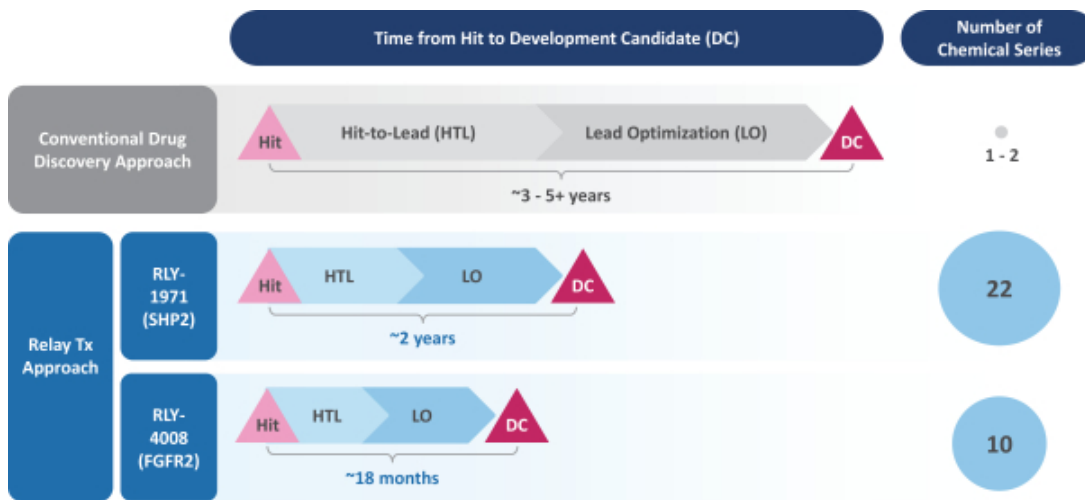 Time from Hit to Development Candidate (DC)
Number of
Chemical Series
Conventional Drug
Discovery Approach
Hit
Hit-to-Lead (HTL)
Lead Optimization (LO)
DC
~3 - 5+ years
1 - 2
Relay Tx
Approach
RLY-
1971
(SHP2)
Hit
HTL
LO
DC
~2 years
22
RLY-
4008
(FGFR2)
Hit
HTL
LO
DC
~18 months
10